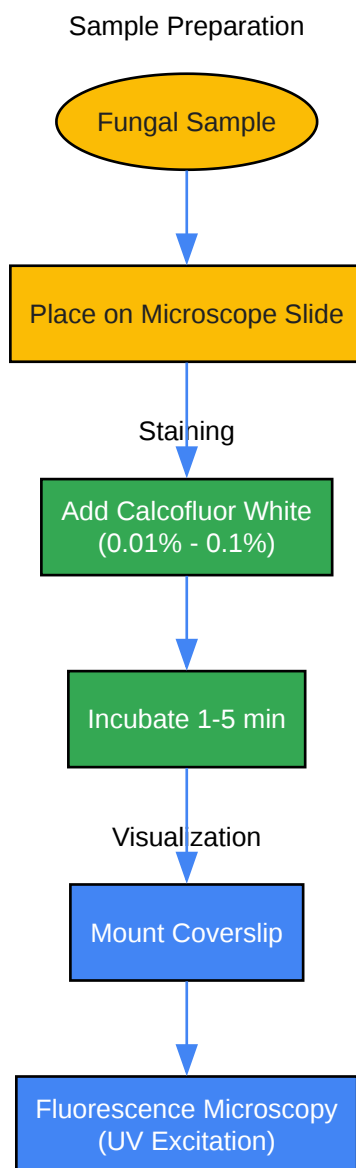 Sample Preparation
Fungal Sample
Place on Microscope Slide
Staining
Add Calcofluor White
(0.01% - 0.1%)
Incubate 1-5 min
Visualization
Mount Coverslip
Fluorescence Microscopy
(UV Excitation)